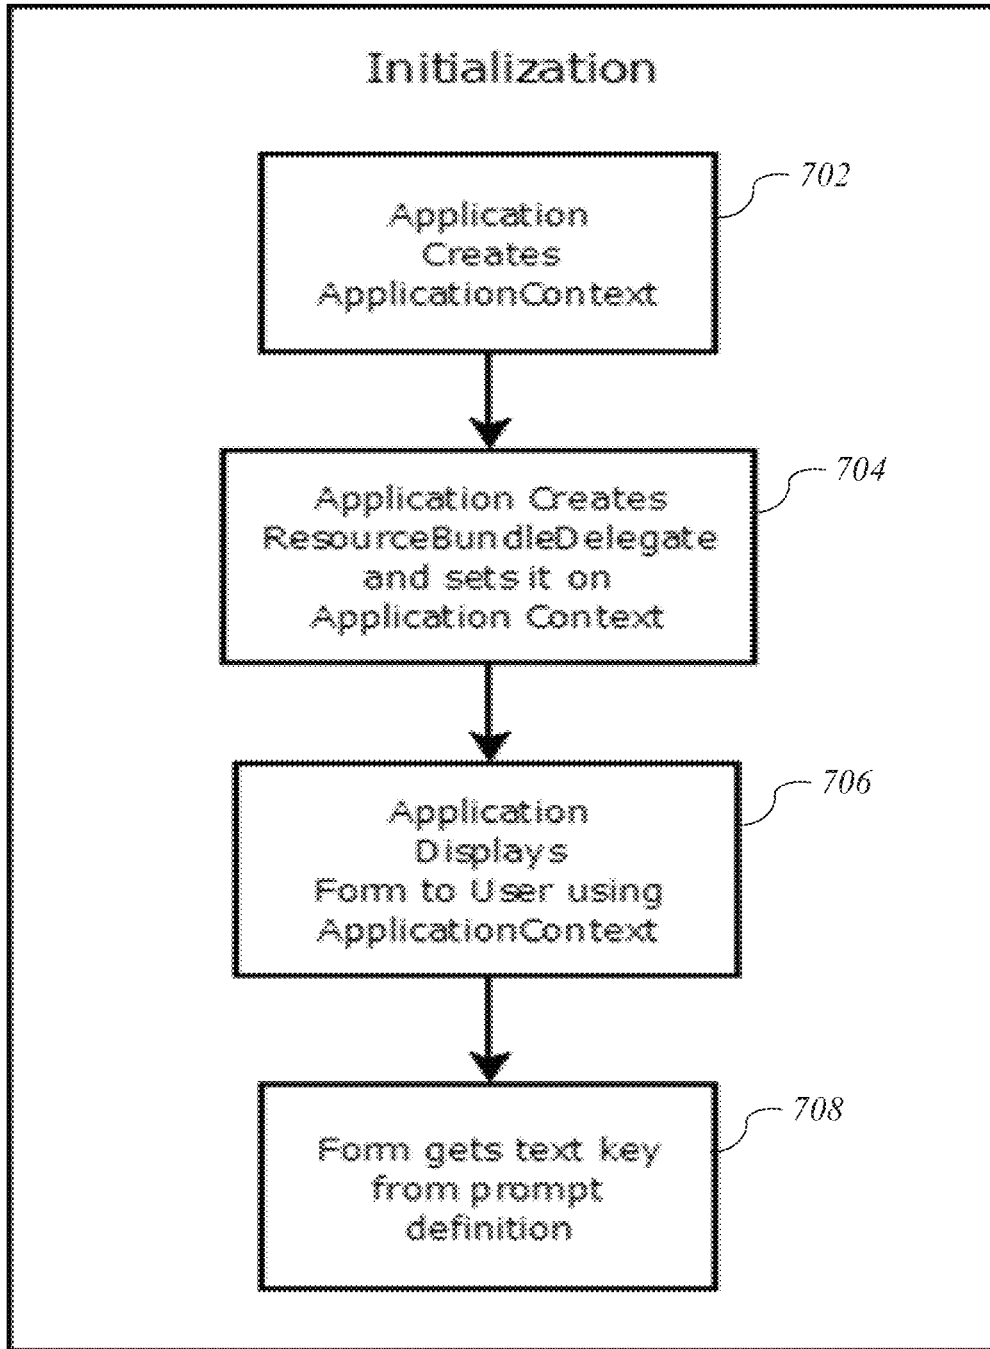 Initialization
702
Application
Creates
ApplicationContext
704
Application Creates
ResourceBundleDelegate
and sets it on
Application Context
706
Application
Displays
Form to User using
ApplicationContext
708
Form gets text key
from prompt
definition